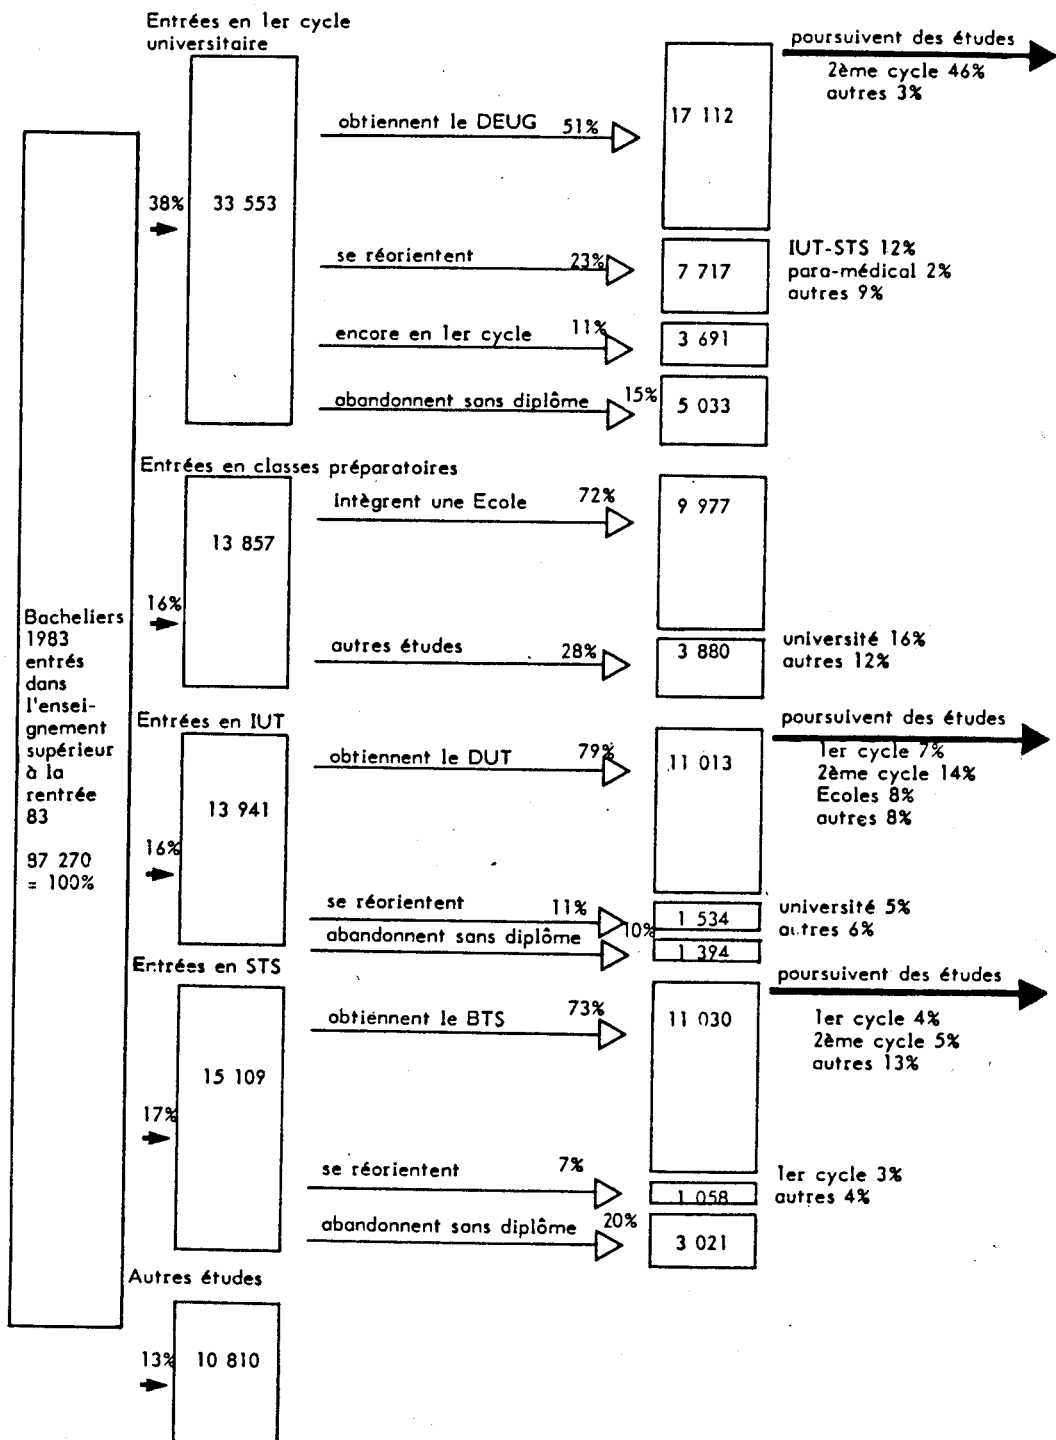 Entrées en 1er cycle
universitaire
38%
33 553
obtiennent le DEUG 51%
17 112
poursuivent des études
2ème cycle 46%
autres 3%
se réorientent 23%
7 717
IUT-STS 12%
para-médical 2%
autres 9%
encore en 1er cycle 11%
3 691
abandonnent sans diplôme 15%
5 033
Entrées en classes préparatoires
16%
13 857
intègrent une Ecole 72%
9 977
autres études 28%
3 880
université 16%
autres 12%
Bacheliers
1983
entrés
dans
l'ensei-
gnement
supérieur
à la
rentrée
83
87 270
= 100%
Entrées en IUT
16%
13 941
obtiennent le DUT 79%
11 013
poursuivent des études
1er cycle 7%
2ème cycle 14%
Ecoles 8%
autres 8%
se réorientent 11%
1 534
université 5%
autres 6%
abandonnent sans diplôme 10%
1 394
Entrées en STS
17%
15 109
obtiennent le BTS 73%
11 030
poursuivent des études
1er cycle 4%
2ème cycle 5%
autres 13%
se réorientent 7%
1 058
1er cycle 3%
autres 4%
abandonnent sans diplôme 20%
3 021
Autres études
13%
10 810